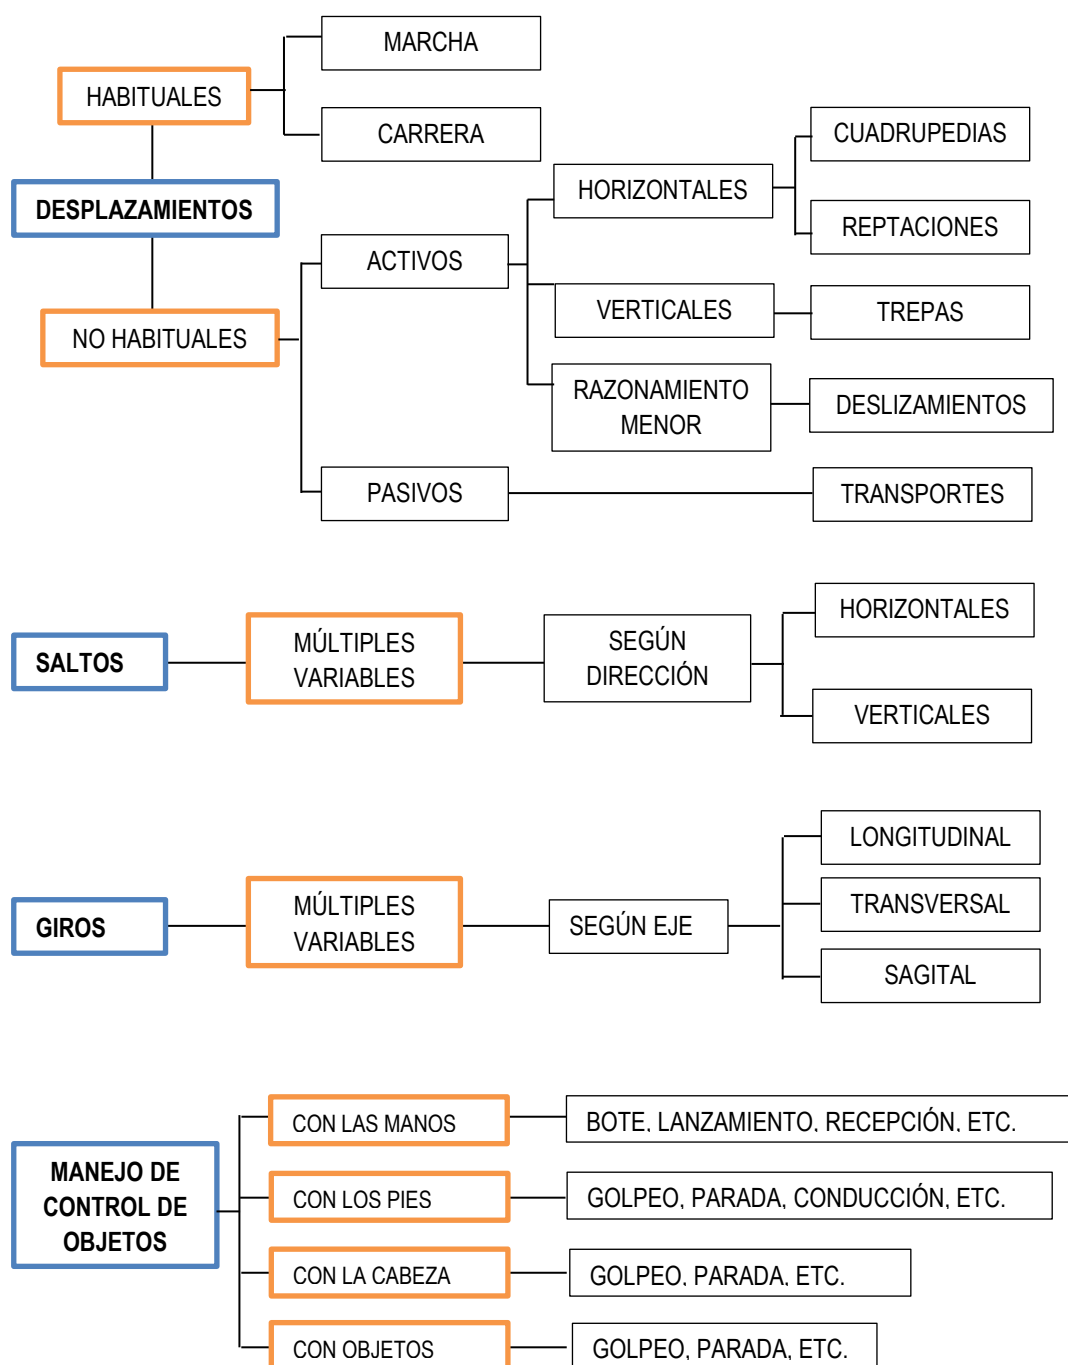 MARCHA
HABITUALES
CARRERA
CUADRUPEDIAS
HORIZONTALES
DESPLAZAMIENTOS
REPTACIONES
ACTIVOS
VERTICALES
TREPAS
NO HABITUALES
RAZONAMIENTO
MENOR
DESLIZAMIENTOS
PASIVOS
TRANSPORTES
HORIZONTALES
MÚLTIPLES
VARIABLES
SEGÚN
DIRECCIÓN
SALTOS
VERTICALES
LONGITUDINAL
MÚLTIPLES
VARIABLES
TRANSVERSAL
GIROS
SEGÚN EJE
SAGITAL
CON LAS MANOS
BOTE, LANZAMIENTO, RECEPCIÓN, ETC.
MANEJO DE
CONTROL DE
OBJETOS
CON LOS PIES
GOLPEO, PARADA, CONDUCCIÓN, ETC.
CON LA CABEZA
GOLPEO, PARADA, ETC.
CON OBJETOS
GOLPEO, PARADA, ETC.